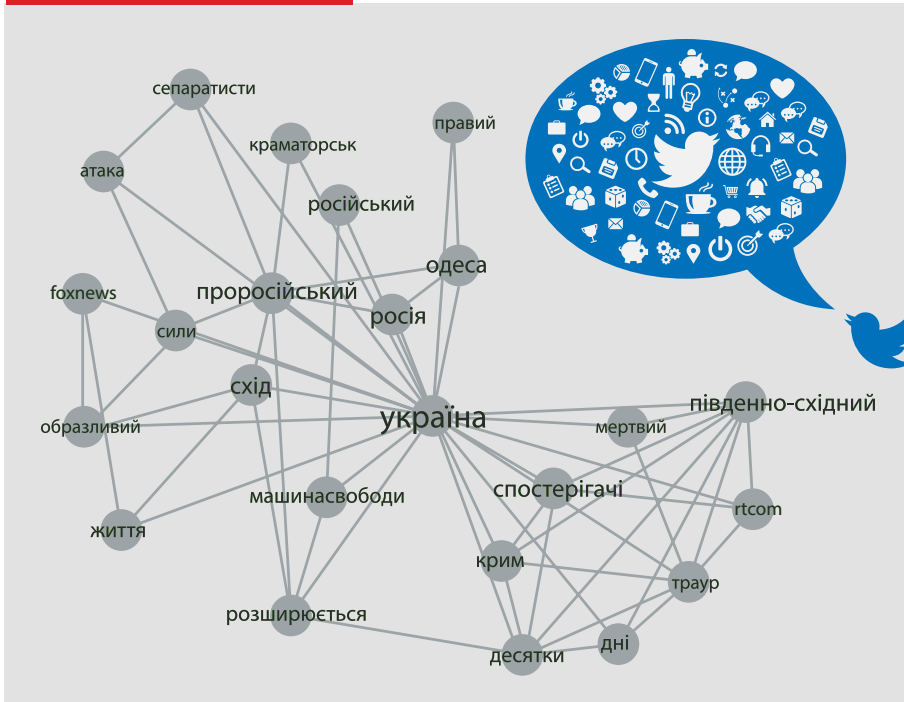 сепаратисти
правий
краматорськ
атака
російський
одеса
foxnews
проросійський
росія
сили
схід
україна
південно-східний
образливий
мертвий
спостерігачі
машинасвободи
rtcom
життя
крим
траур
розширюється
дні
десятки